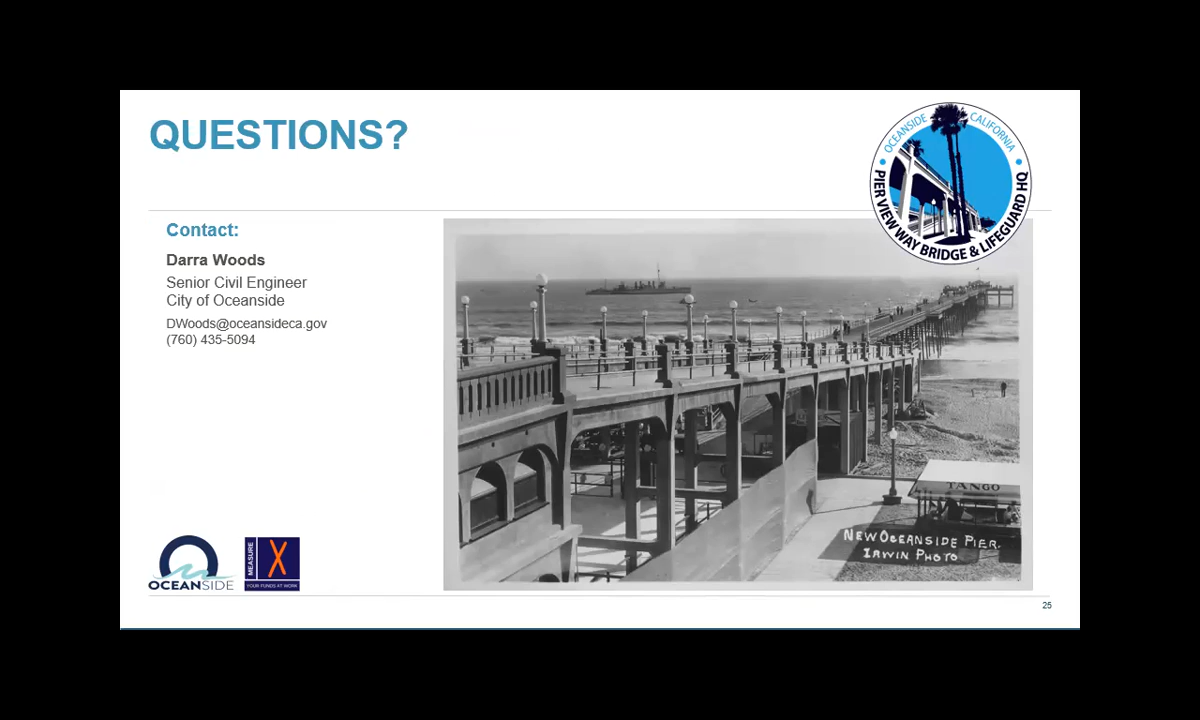 QUESTIONS?
OCEANSIDE CALIFORNIA
PIER VIEW WAY BRIDGE & LIFEGUARD HQ
Contact:
Darra Woods
Senior Civil Engineer
City of Oceanside
DWoods@oceansideca.gov
(760) 435-5094
TANGO
NEW OCEANSIDE PIER.
IRWIN PHOTO
OCEANSIDE
MEASURE X
YOUR FUNDS AT WORK
25